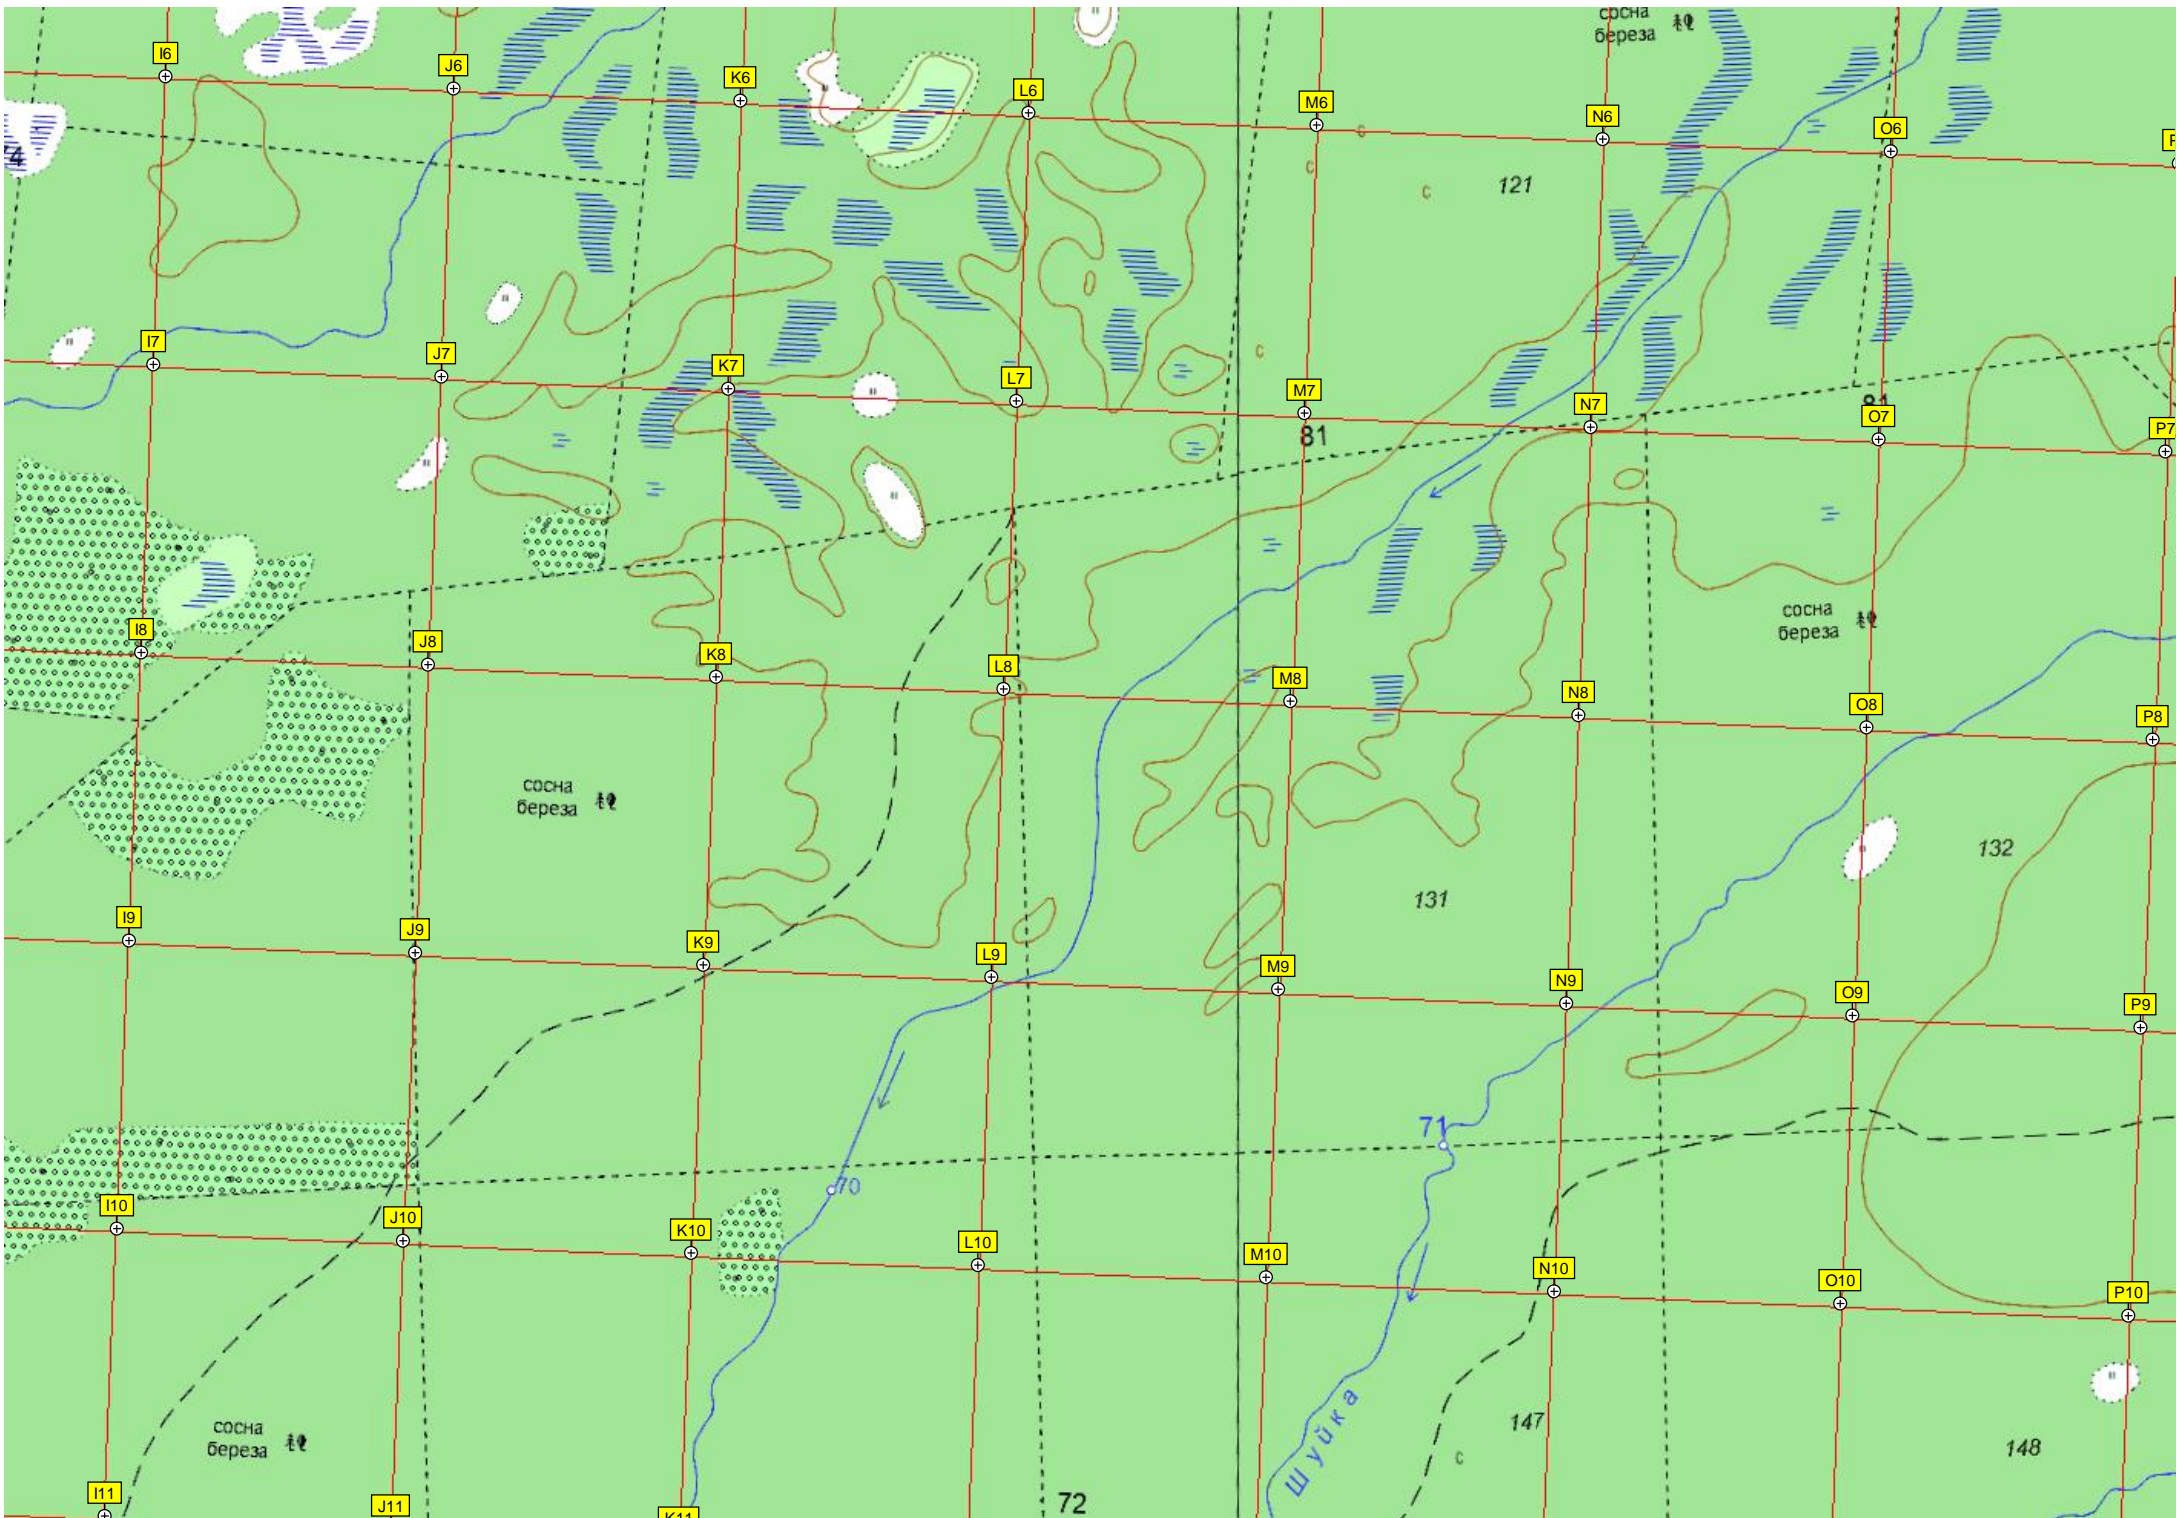 сосна
береза
I6
J6
K6
L6
M6
N6
O6
74
121
I7
J7
K7
L7
M7
N7
O7
P7
81
81
I8
J8
K8
L8
M8
N8
O8
P8
сосна
береза
сосна
береза
132
131
I9
J9
K9
L9
M9
N9
O9
P9
71
70
I10
J10
K10
L10
M10
N10
O10
P10
Шуйка
147
148
сосна
береза
I11
J11
K11
72
с
с
с
с
с